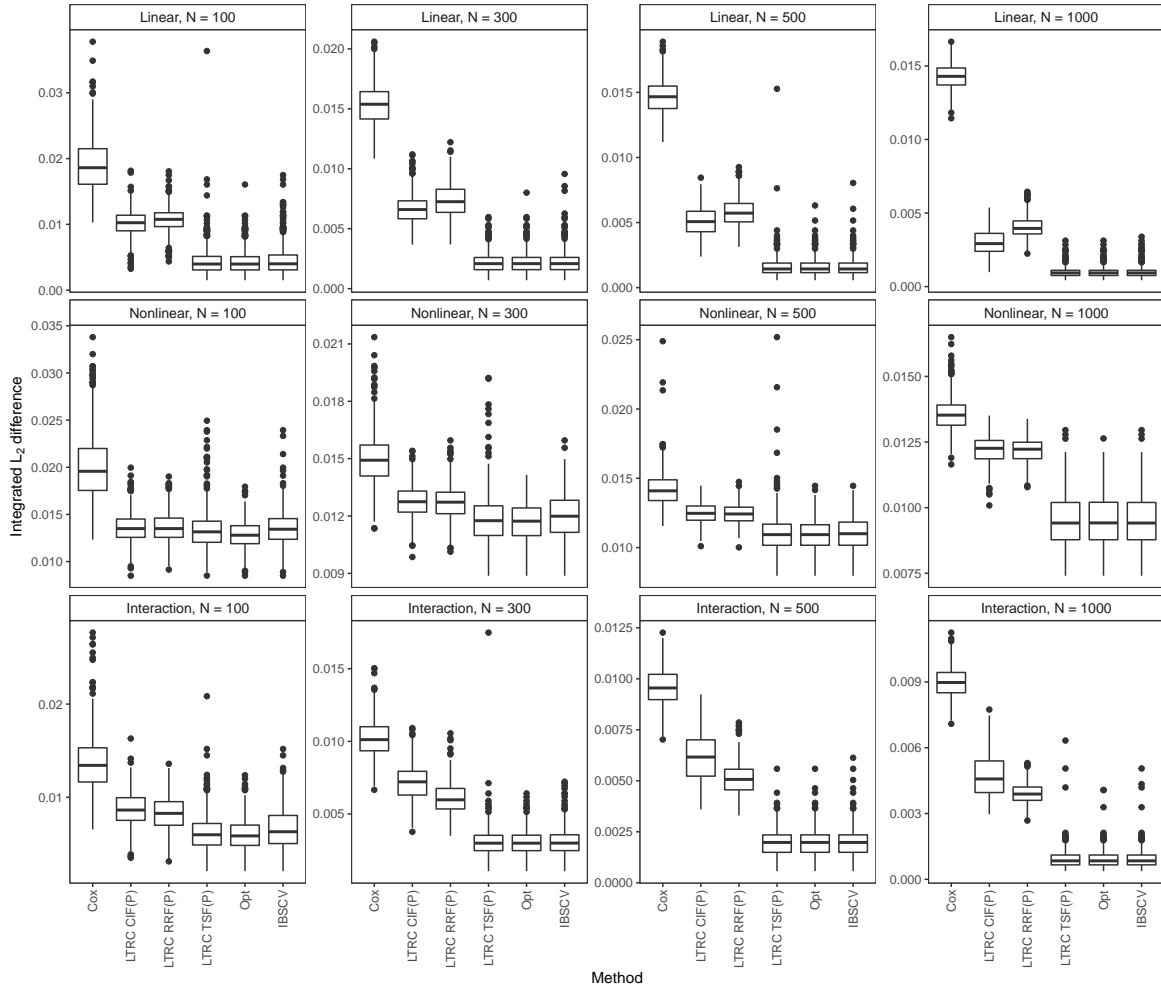 Linear, N = 100
Linear, N = 300
Linear, N = 500
Linear, N = 1000
0.03
0.02
0.01
0.00
0.020
0.015
0.010
0.005
0.000
0.015
0.010
0.005
0.000
0.015
0.010
0.005
0.000
Nonlinear, N = 100
Nonlinear, N = 300
Nonlinear, N = 500
Nonlinear, N = 1000
0.035
0.030
0.025
0.020
0.015
0.010
0.021
0.018
0.015
0.012
0.009
0.025
0.020
0.015
0.010
0.0150
0.0125
0.0100
0.0075
Interaction, N = 100
Interaction, N = 300
Interaction, N = 500
Interaction, N = 1000
0.02
0.01
0.015
0.010
0.005
0.0125
0.0100
0.0075
0.0050
0.0025
0.0000
0.009
0.006
0.003
0.000
Integrated L₂ difference
Cox
LTRC CIF(P)
LTRC RRF(P)
LTRC TSF(P)
Opt
IBSCV
Cox
LTRC CIF(P)
LTRC RRF(P)
LTRC TSF(P)
Opt
IBSCV
Cox
LTRC CIF(P)
LTRC RRF(P)
LTRC TSF(P)
Opt
IBSCV
Cox
LTRC CIF(P)
LTRC RRF(P)
LTRC TSF(P)
Opt
IBSCV
Method